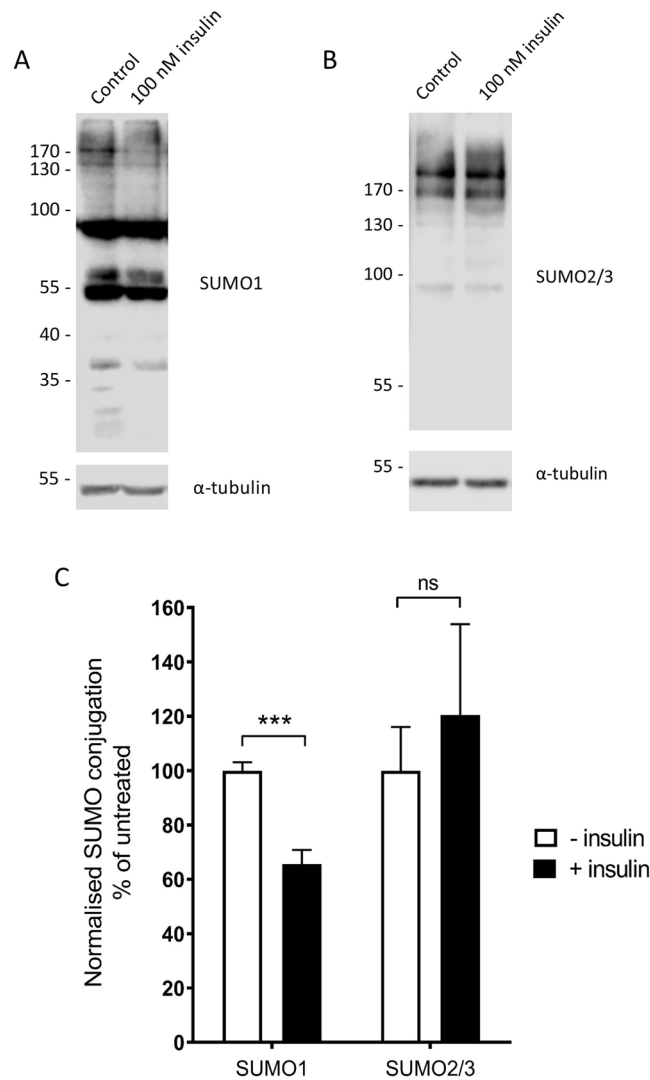 A
Control
100 nM insulin
170 -
130 -
100 -
55 -
40 -
35 -
SUMO1
55 -
α-tubulin
B
Control
100 nM insulin
170 -
130 -
100 -
55 -
SUMO2/3
55 -
α-tubulin
C
Normalised SUMO conjugation
% of untreated
160
140
120
100
80
60
40
20
0
***
ns
SUMO1
SUMO2/3
- insulin
+ insulin